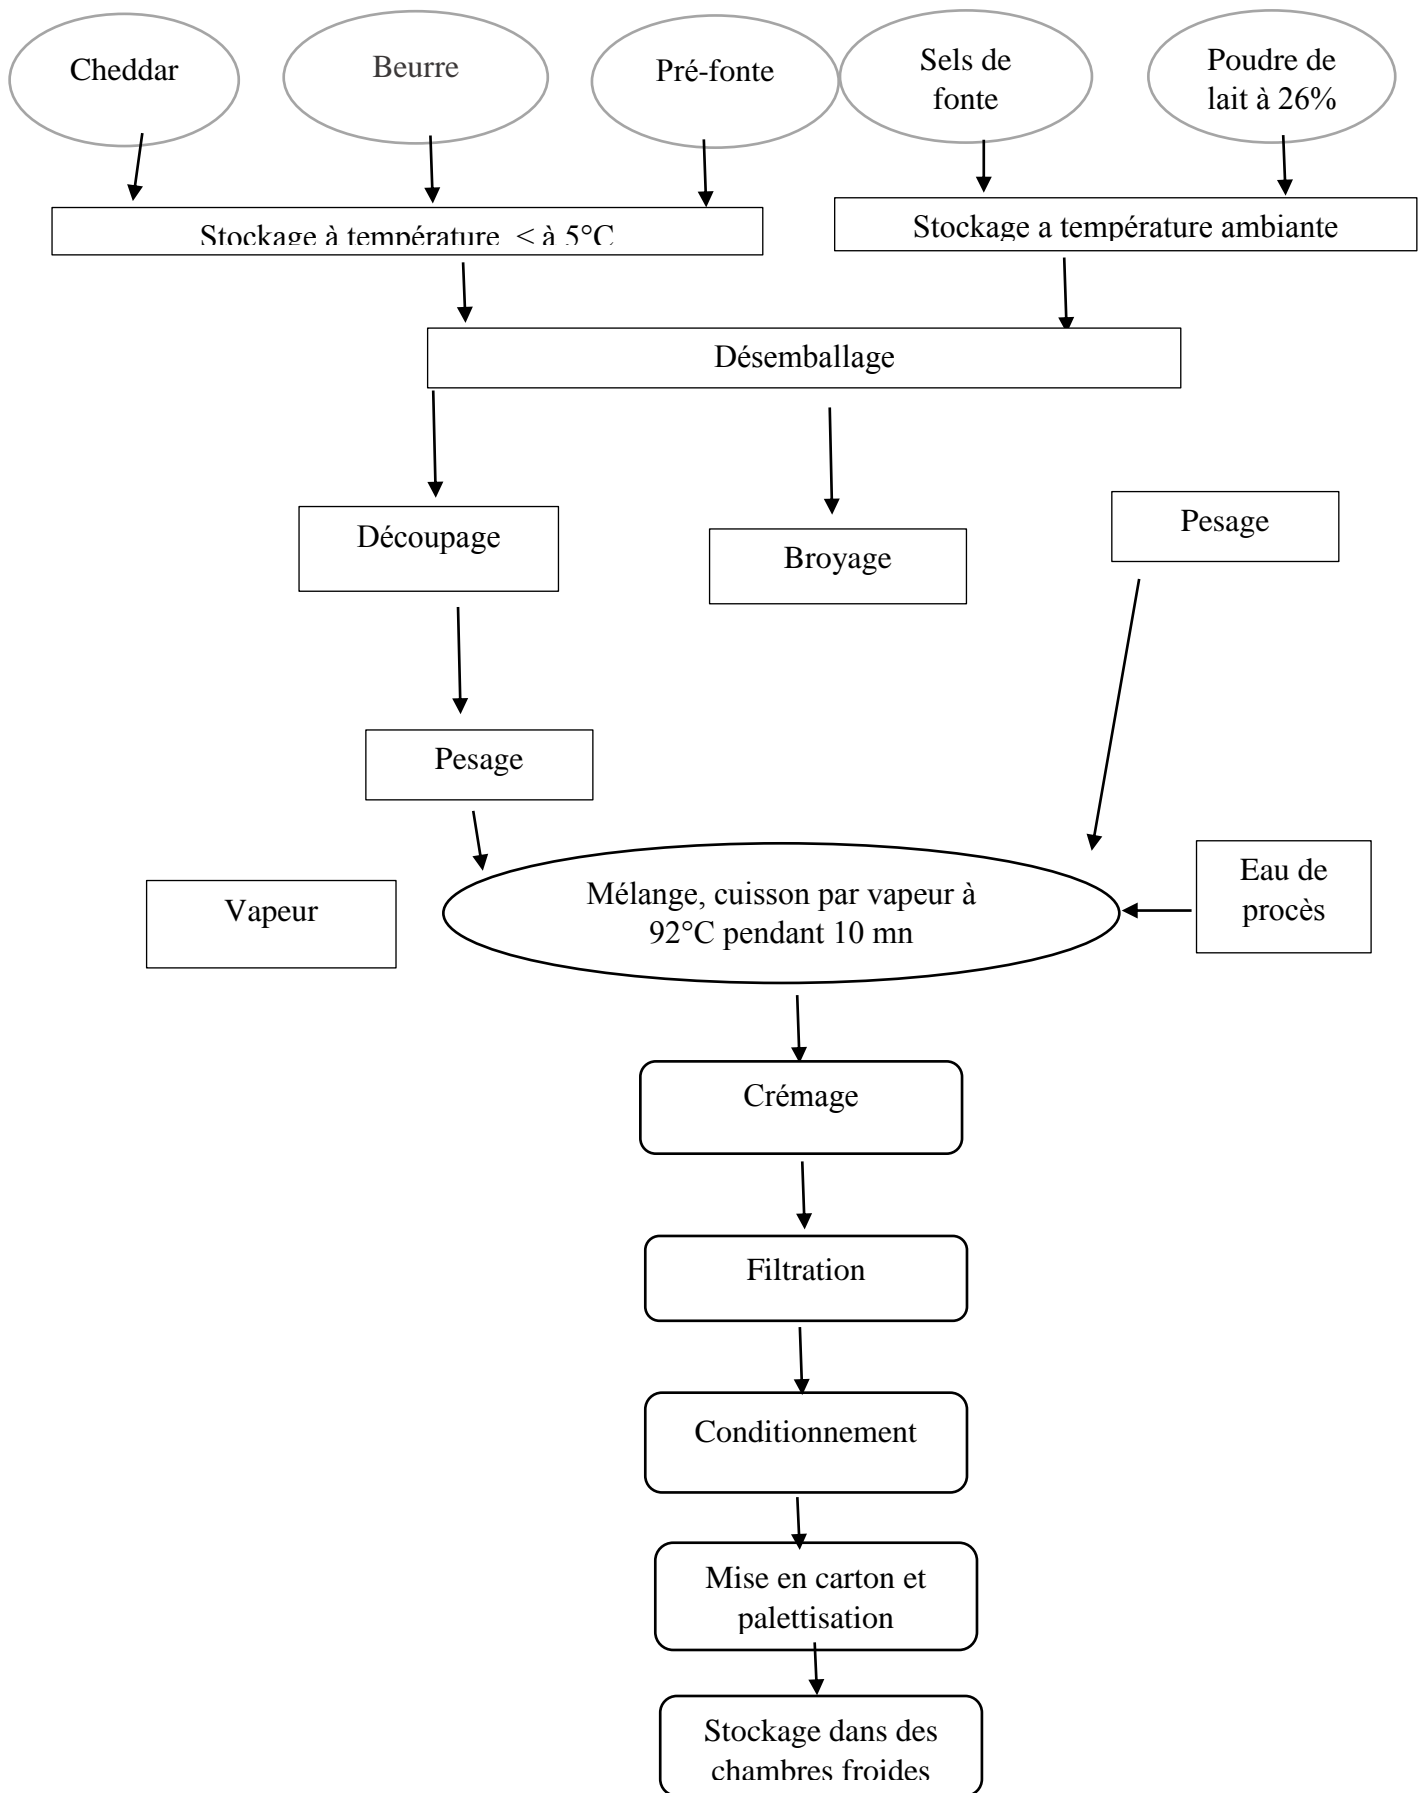 Cheddar
Beurre
Pré-fonte
Sels de
fonte
Poudre de
lait à 26%
Stockage à température < à 5°C
Stockage a température ambiante
Désemballage
Découpage
Broyage
Pesage
Pesage
Vapeur
Mélange, cuisson par vapeur à
92°C pendant 10 mn
Eau de
procès
Crémage
Filtration
Conditionnement
Mise en carton et
palettisation
Stockage dans des
chambres froides